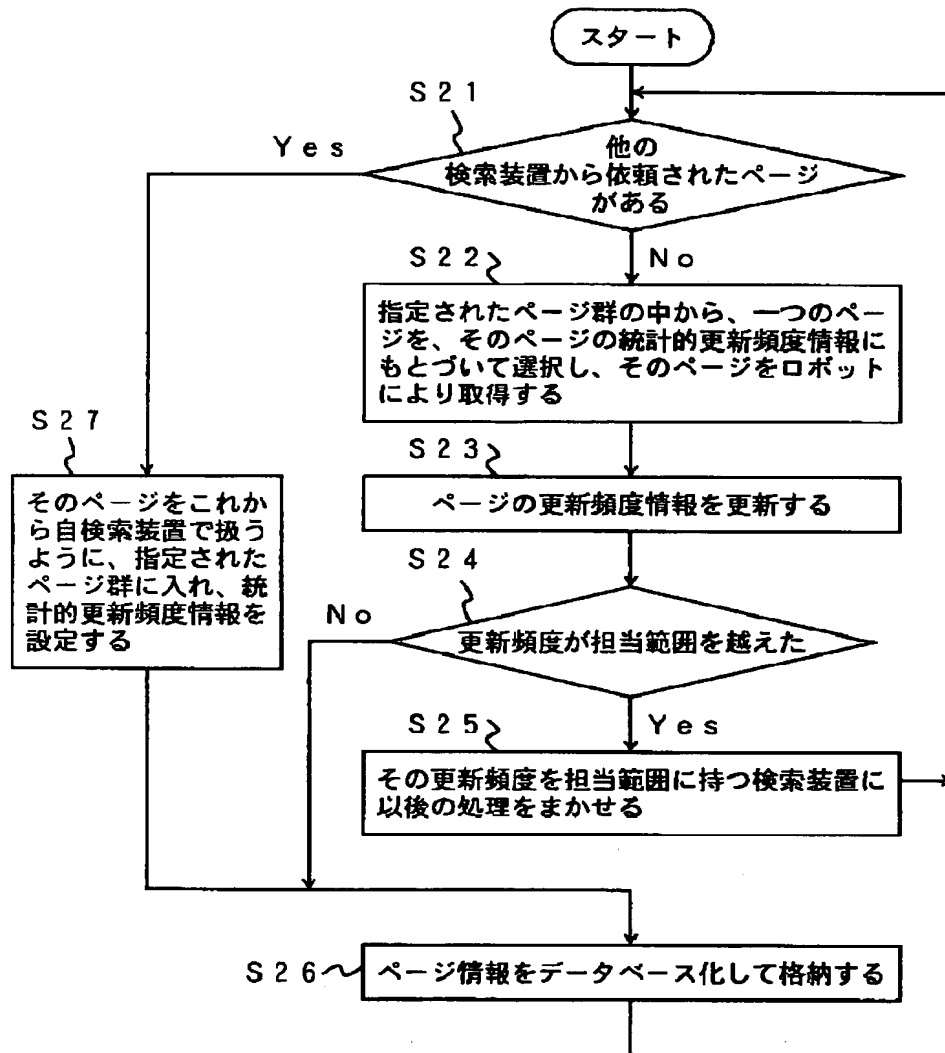 スタート
S21
Yes
他の
検索装置から依頼されたページ
がある
S22
No
指定されたページ群の中から、一つのペー
ジを、そのページの統計的更新頻度情報に
もとづいて選択し、そのページをロボット
により取得する
S27
S23
そのページをこれか
ら自検索装置で扱う
ように、指定された
ページ群に入れ、統
計的更新頻度情報を
設定する
ページの更新頻度情報を更新する
S24
No
更新頻度が担当範囲を越えた
S25
Yes
その更新頻度を担当範囲に持つ検索装置に
以後の処理をまかせる
S26
ページ情報をデータベース化して格納する